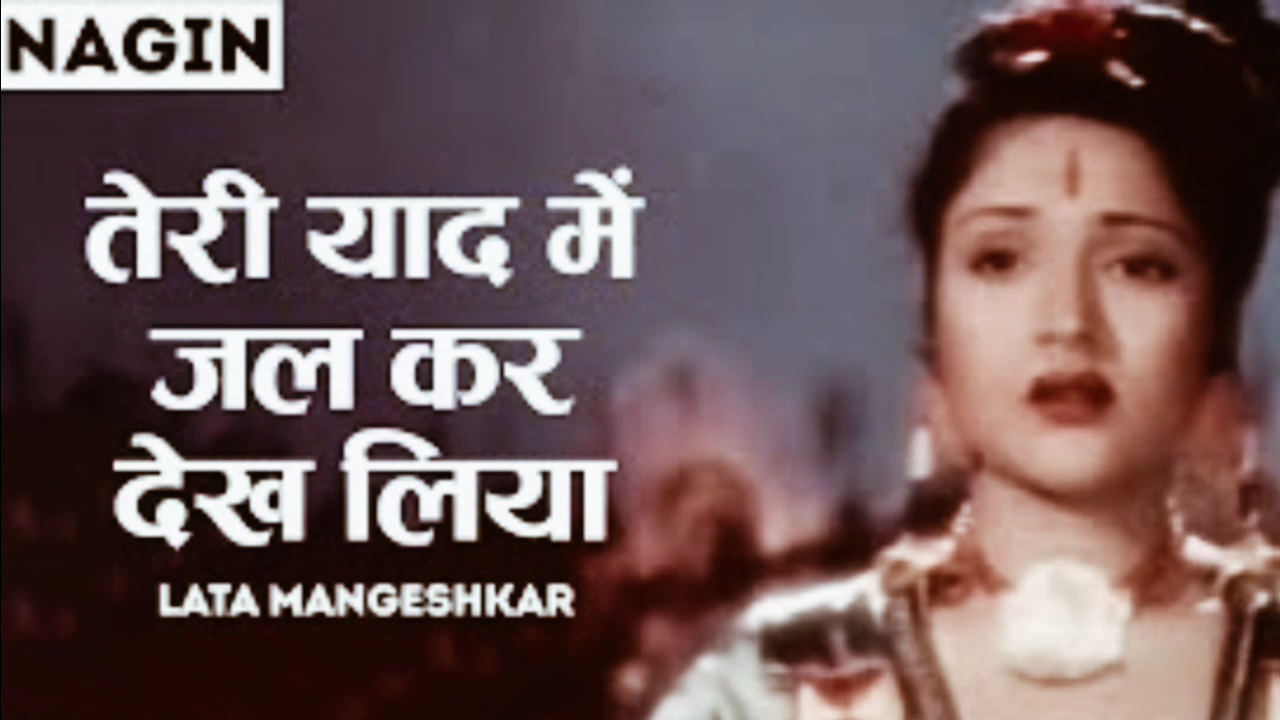 NAGIN
तेरी याद में
जल कर
देख लिया
LATA MANGESHKAR